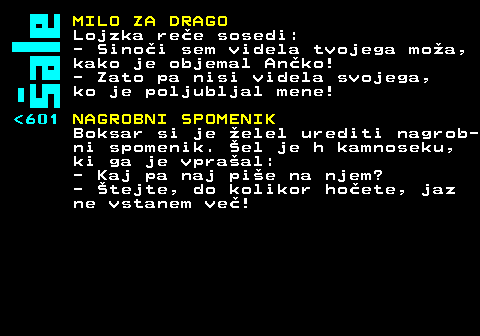 Šale
MILO ZA DRAGO
Lojzka reče sosedi:
- Sinoči sem videla tvojega moža,
kako je objemal Ančko!
- Zato pa nisi videla svojega,
ko je poljubljal mene!
<601 NAGROBNI SPOMENIK
Boksar si je želel urediti nagrob-
ni spomenik. Šel je h kamnoseku,
ki ga je vprašal:
- Kaj pa naj piše na njem?
- Štejte, do kolikor hočete, jaz
ne vstanem več!